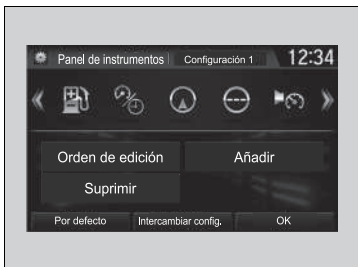 Panel de instrumentos Configuración 1 12:34
Orden de edición Añadir
Suprimir
Por defecto Intercambiar config. OK